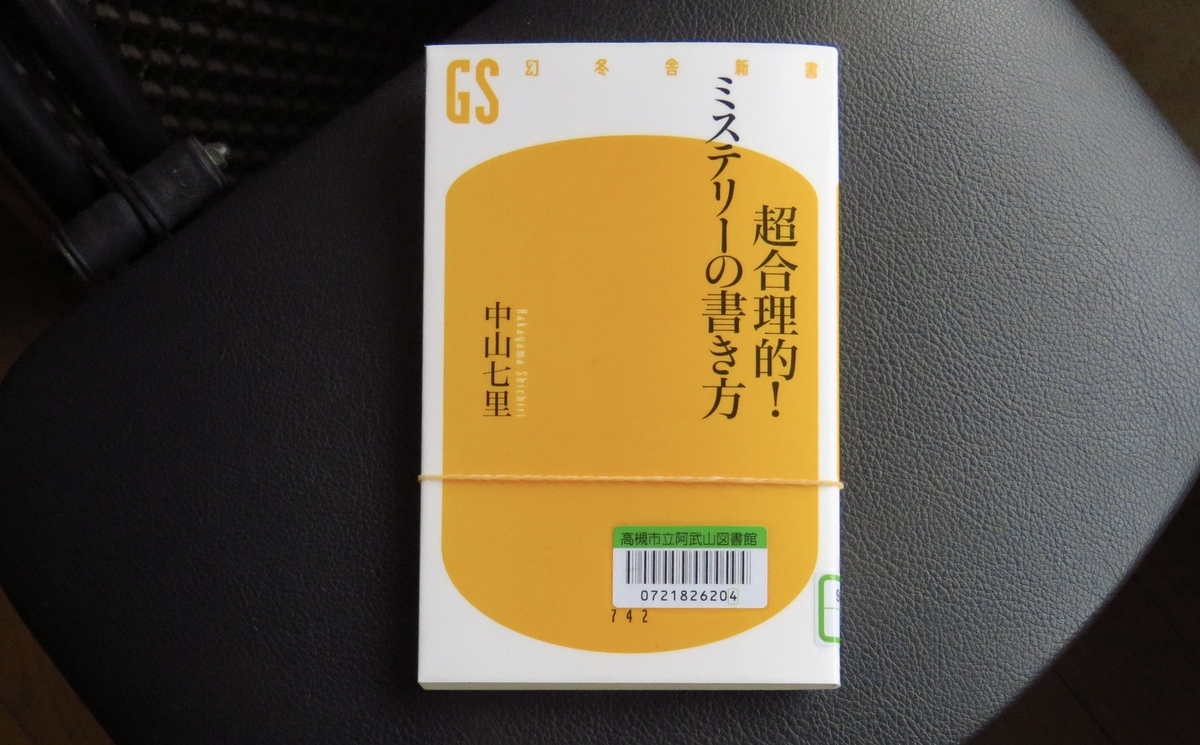 GS
幻冬舎新書
超合理的！
ミステリーの書き方
Nakayama Shichiri
中山七里
高槻市立阿武山図書館
0721826204
742
9